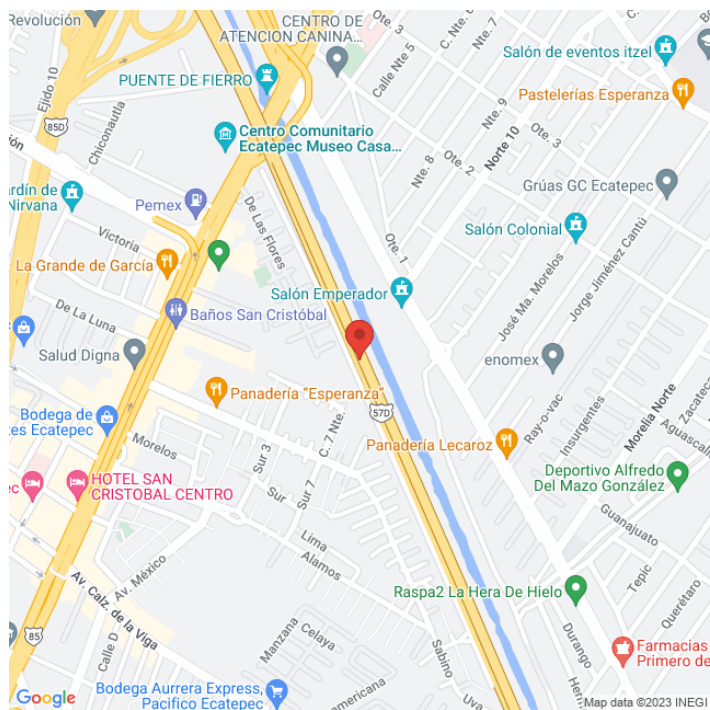 Revolución
CENTRO DE
ATENCION CANINA...
Ote. 3
C. Nte. 6
Nte. 7
Calle Nte 5
Salón de eventos itzel
Pastelerías Esperanza
PUENTE DE FIERRO
Ejido 10
85D
Chiconautla
Centro Comunitario
Ecatepec Museo Casa...
Nte. 9
Norte 10
Nte. 8
Ote. 2
Ote. 3
Grúas GC Ecatepec
ardín de
Nirvana
Pemex
De Las Flores
Ote. 1
Salón Colonial
Victoria
La Grande de García
José Ma. Morelos
Jorge Jiménez Cantú
Salón Emperador
De La Luna
Baños San Cristóbal
Salud Digna
enomex
Panadería “Esperanza”
57D
Bodega de
tes Ecatepec
C. 7 Nte.
Ray-o-vac
Insurgentes
Morelia Norte
Zacatec
Aguascali
Morelos
Sur 3
Panadería Lecaroz
Deportivo Alfredo
Del Mazo González
ec
HOTEL SAN
CRISTOBAL CENTRO
Sur
Sur 7
Lima
Alamos
Guanajuato
Av. México
Av. Calz. de la Viga
Raspa2 La Hera De Hielo
Tepic
Querétaro
85
Calle D
Manzana
Celaya
Sabino
Durango
Farmacias
Primero de
Bodega Aurrera Express,
Pacifico Ecatepec
americana
Uva
Herm
Google
Map data ©2023 INEGI